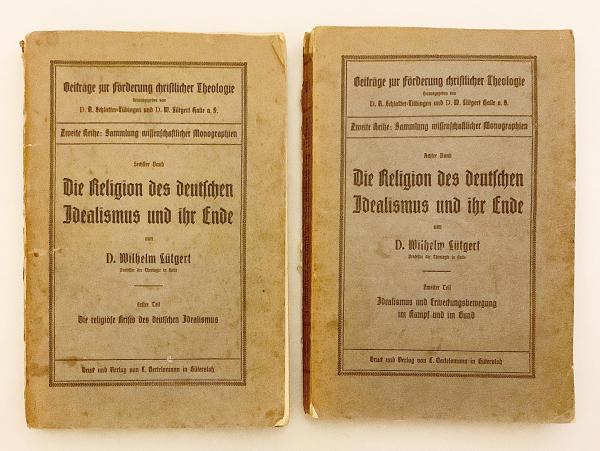 Beiträge zur Förderung christlicher Theologie
Herausgegeben von
D. A. Schlatter-Tübingen und D. W. Lütgert Halle a. S.
Zweite Reihe: Sammlung wissenschaftlicher Monographien
Sechster Band
Die Religion des deutschen
Idealismus und ihr Ende
von
D. Wilhelm Lütgert
Professor der Theologie in Halle
Erster Teil
Die religiöse Krisis des deutschen Idealismus
Druck und Verlag von C. Bertelsmann in Gütersloh
Beiträge zur Förderung christlicher Theologie
Herausgegeben von
D. A. Schlatter-Tübingen und D. W. Lütgert Halle a. S.
Zweite Reihe: Sammlung wissenschaftlicher Monographien
Achter Band
Die Religion des deutschen
Idealismus und ihr Ende
von
D. Wilhelm Lütgert
Professor der Theologie in Halle
Zweiter Teil
Idealismus und Erweckungsbewegung
im Kampf und im Bund
Druck und Verlag von C. Bertelsmann in Gütersloh